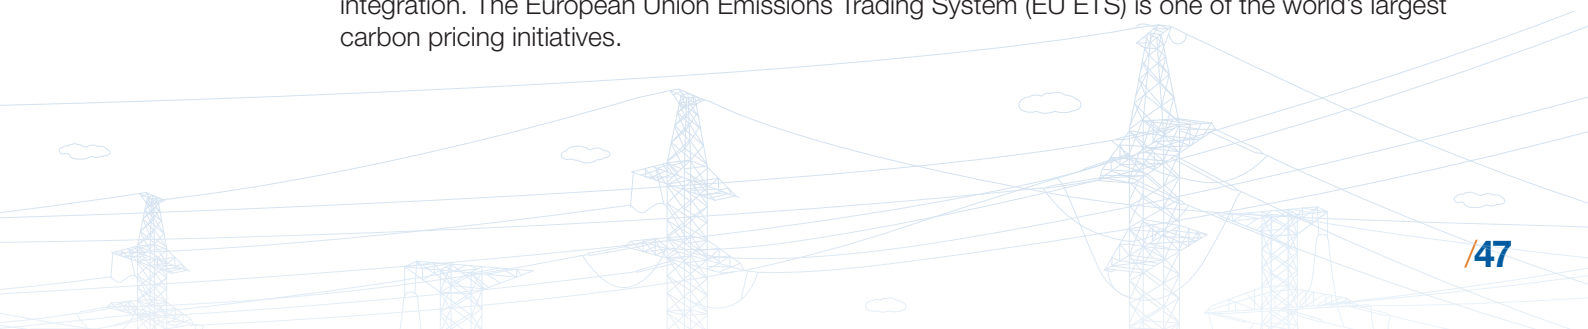 integration. The European Union Emissions Trading System (EU ETS) is one of the world's largest
carbon pricing initiatives.
/47